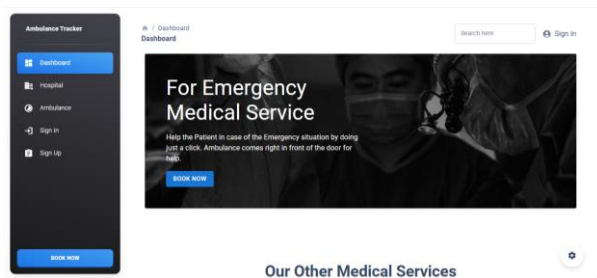 Ambulance Tracker
Dashboard
Hospital
Ambulance
Sign In
Sign Up
BOOK NOW
/ Dashboard
Dashboard
Search here
Sign In
For Emergency
Medical Service
Help the Patient in case of the Emergency situation by doing
just a click. Ambulance comes right in front of the door for
help.
BOOK NOW
Our Other Medical Services